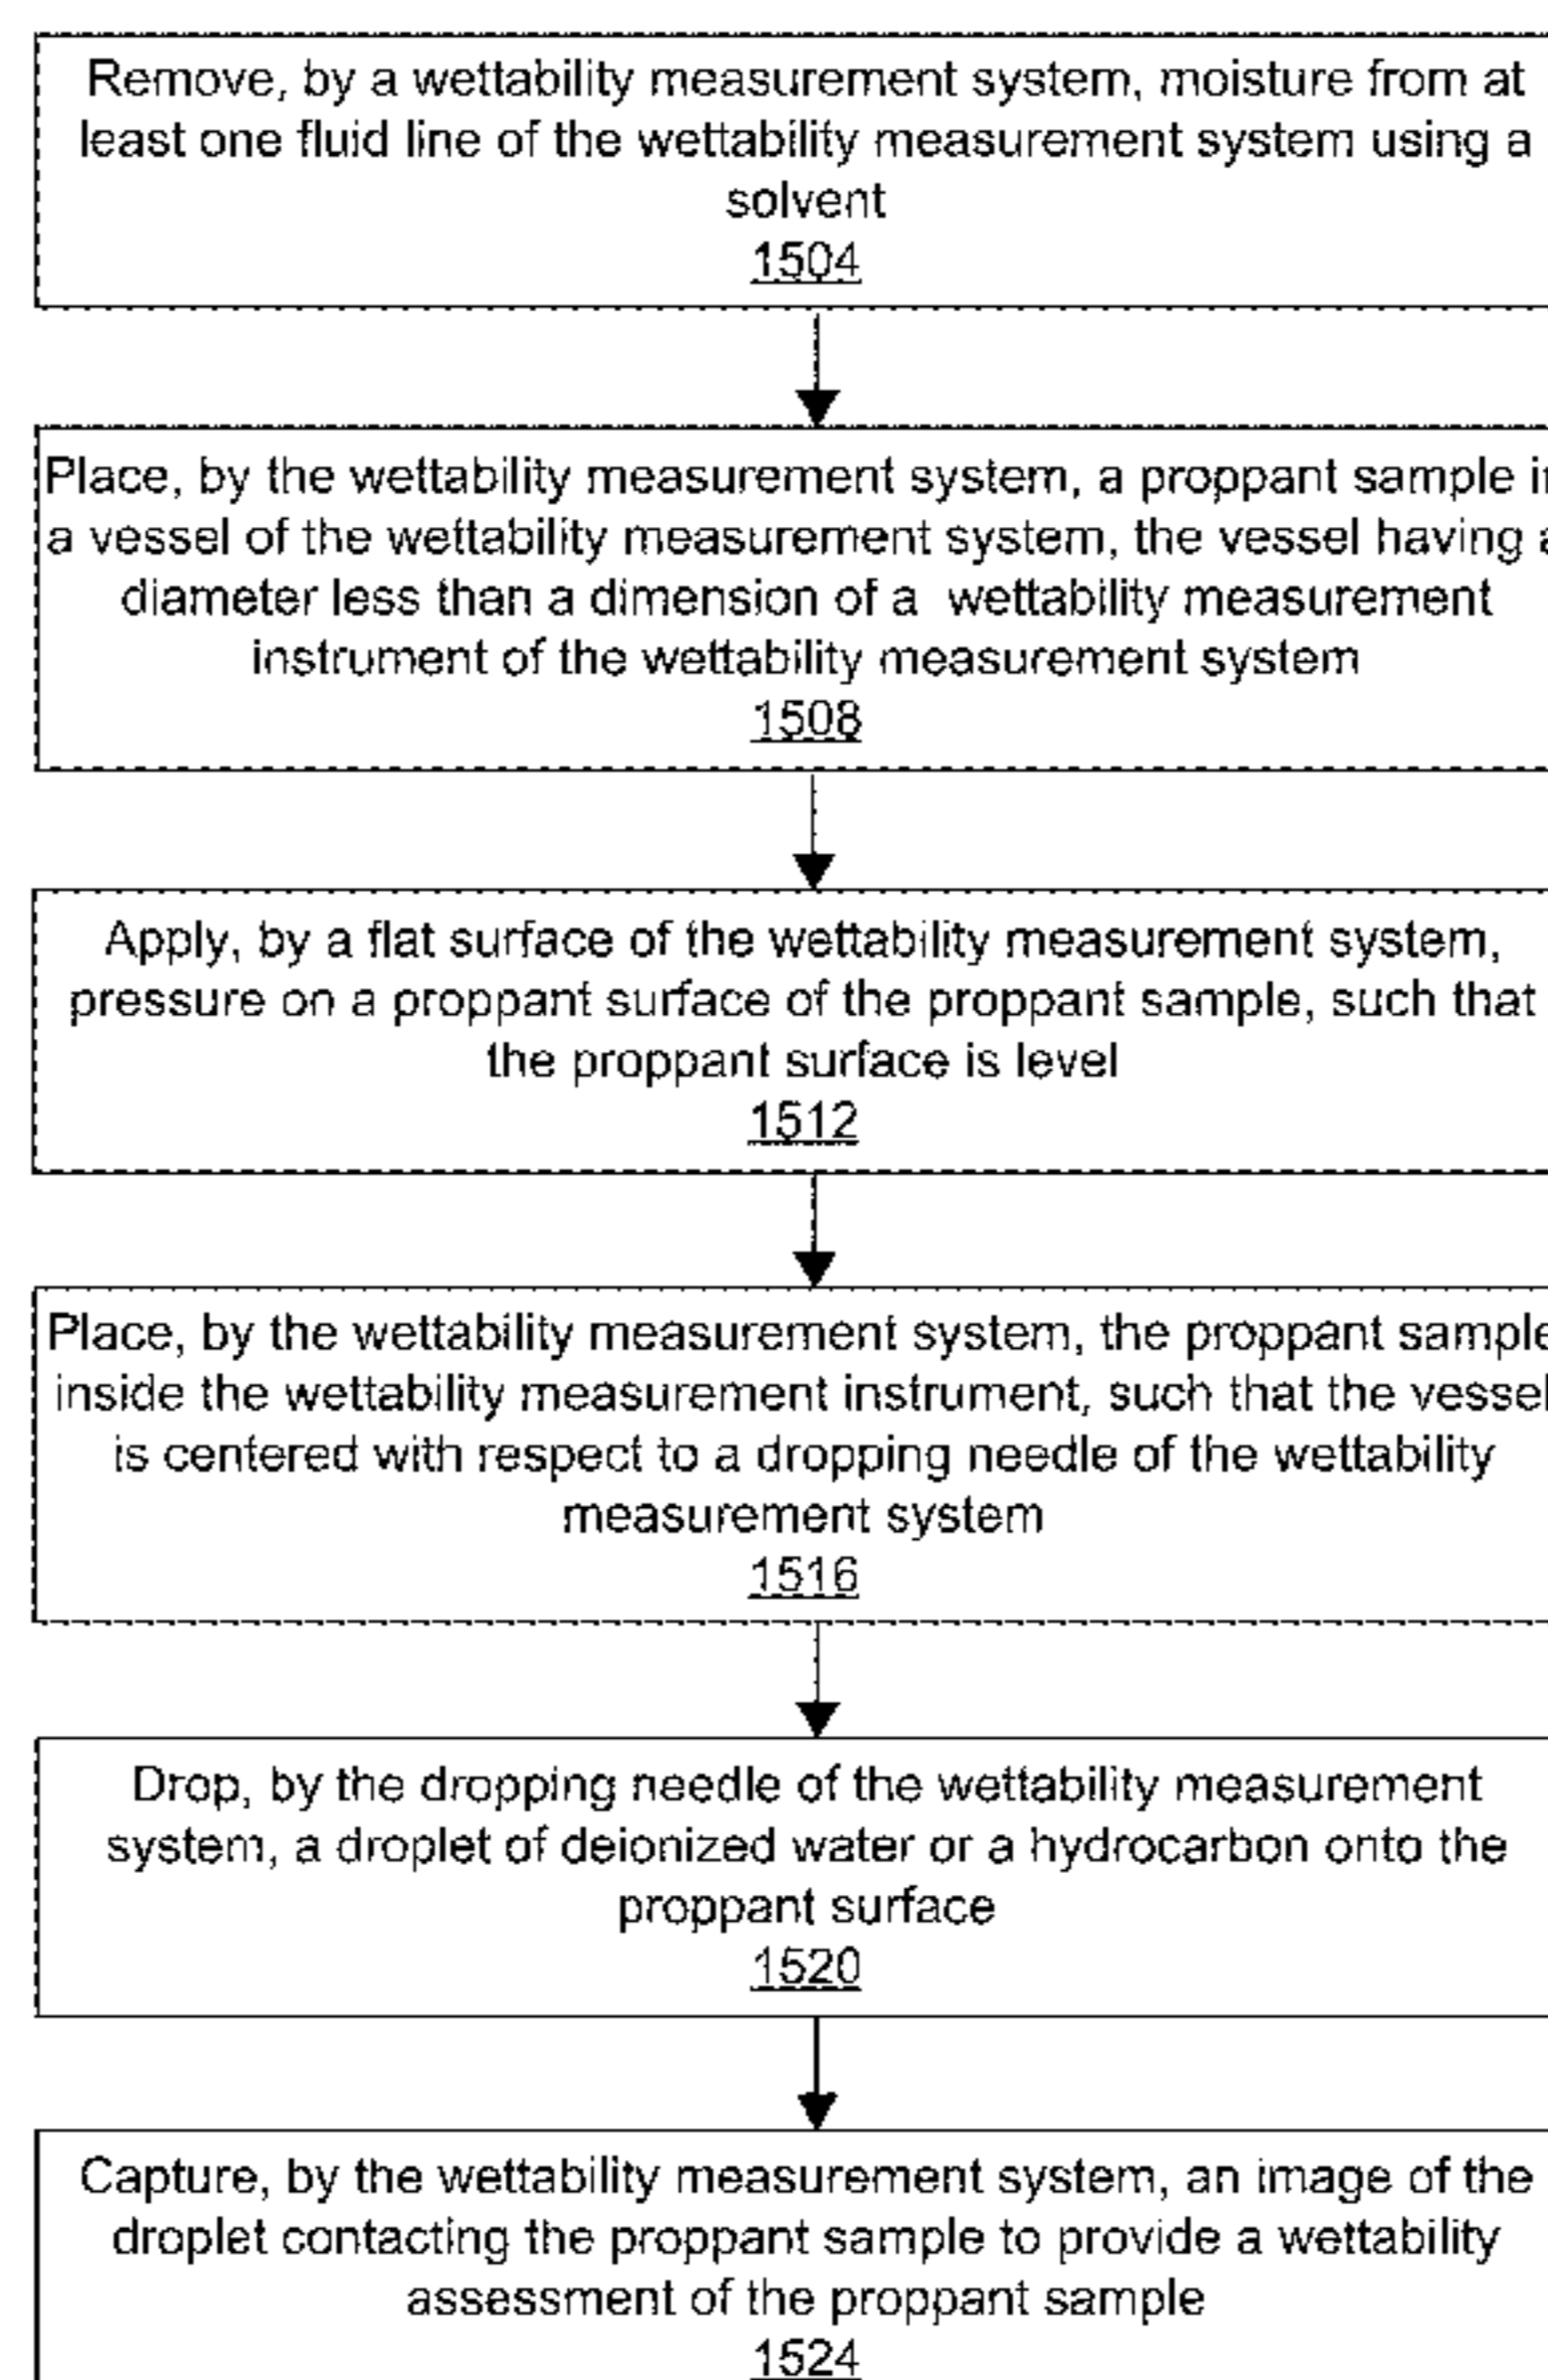 Remove, by a wettability measurement system, moisture from at
least one fluid line of the wettability measurement system using a
solvent
1504
Place, by the wettability measurement system, a proppant sample in
a vessel of the wettability measurement system, the vessel having a
diameter less than a dimension of a wettability measurement
instrument of the wettability measurement system
1508
Apply, by a flat surface of the wettability measurement system,
pressure on a proppant surface of the proppant sample, such that
the proppant surface is level
1512
Place, by the wettability measurement system, the proppant sample
inside the wettability measurement instrument, such that the vessel
is centered with respect to a dropping needle of the wettability
measurement system
1516
Drop, by the dropping needle of the wettability measurement
system, a droplet of deionized water or a hydrocarbon onto the
proppant surface
1520
Capture, by the wettability measurement system, an image of the
droplet contacting the proppant sample to provide a wettability
assessment of the proppant sample
1524